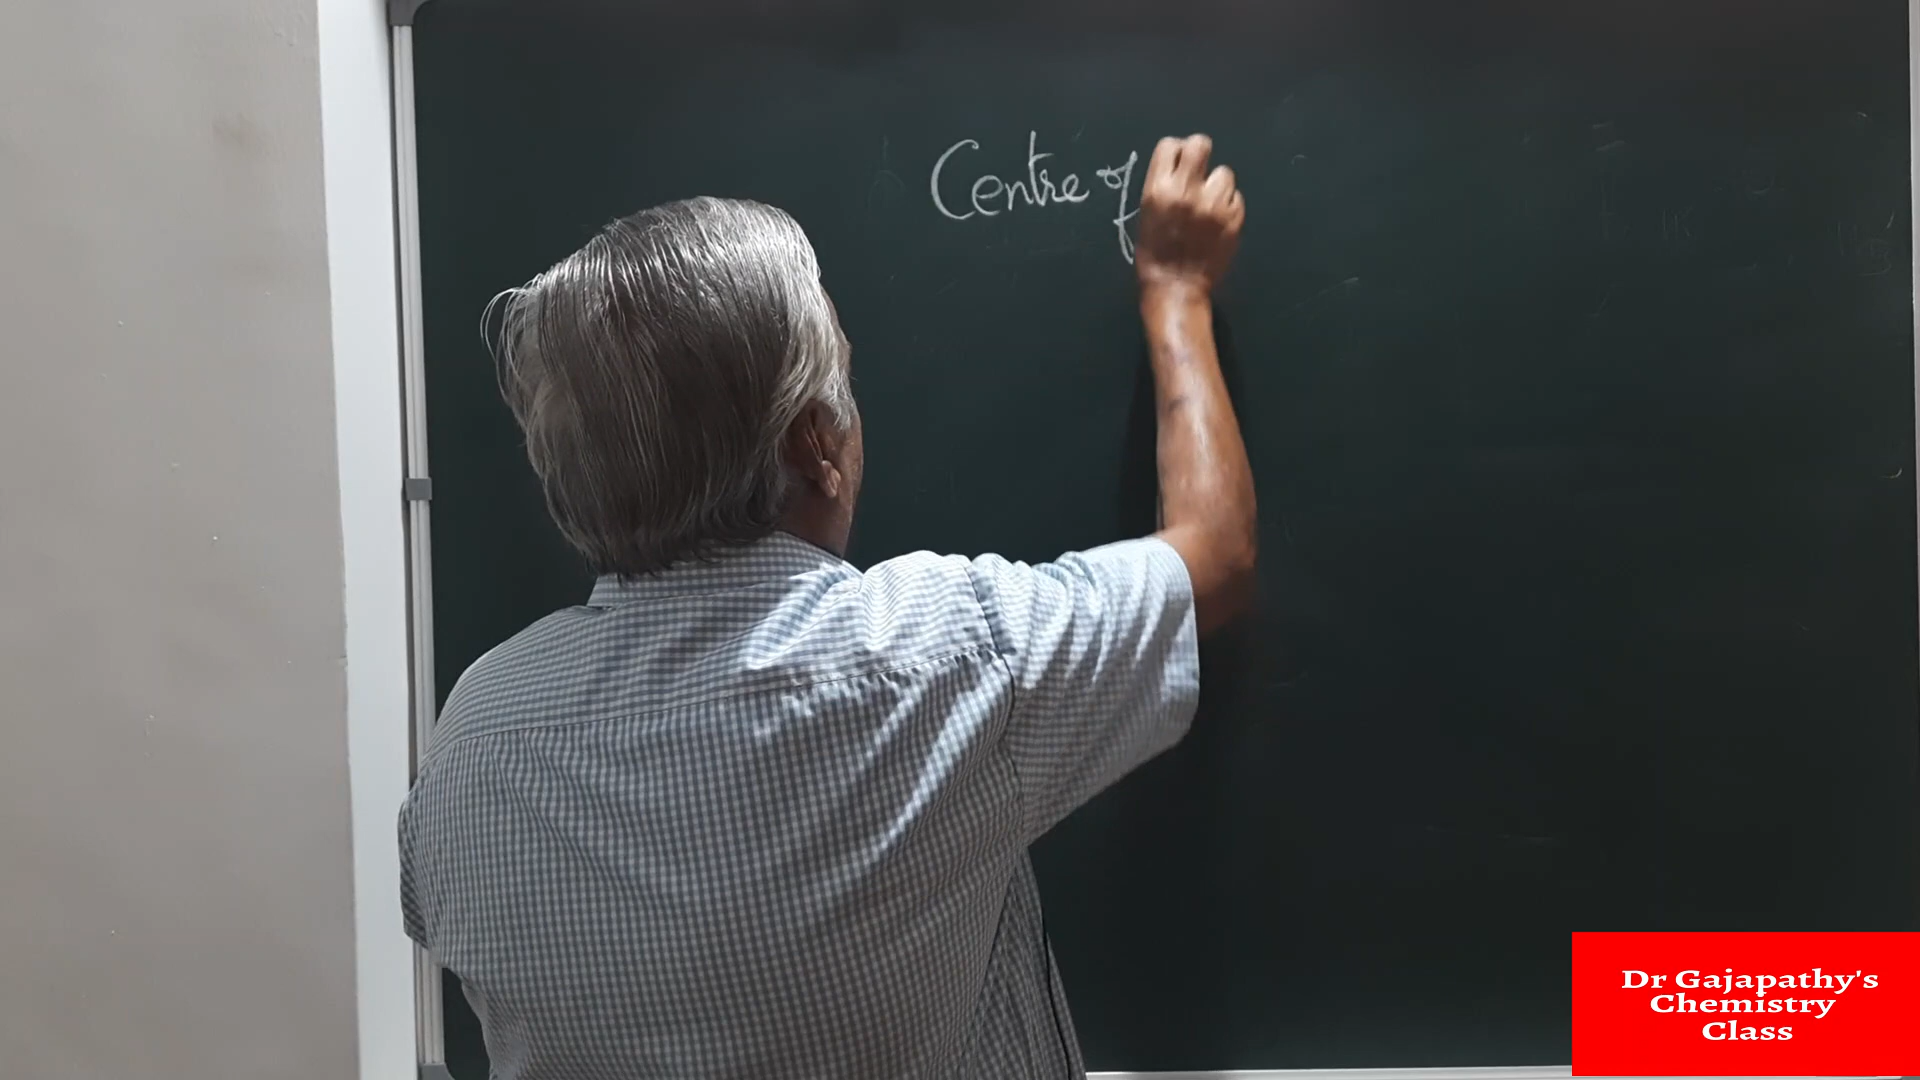 Centre of
Dr Gajapathy's
Chemistry
Class